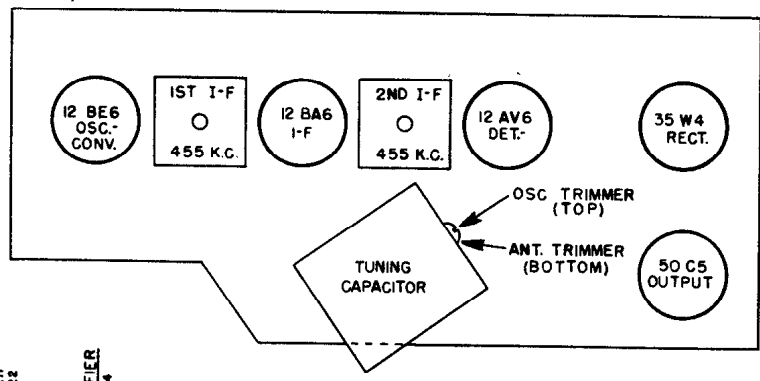 12 BE6
OSC.-
CONV.
1ST I-F
455 K.C.
12 BA6
I-F
2ND I-F
455 K.C.
12 AV6
DET.-
35 W4
RECT.
OSC TRIMMER
(TOP)
ANT. TRIMMER
(BOTTOM)
TUNING
CAPACITOR
50 C5
OUTPUT
FIER